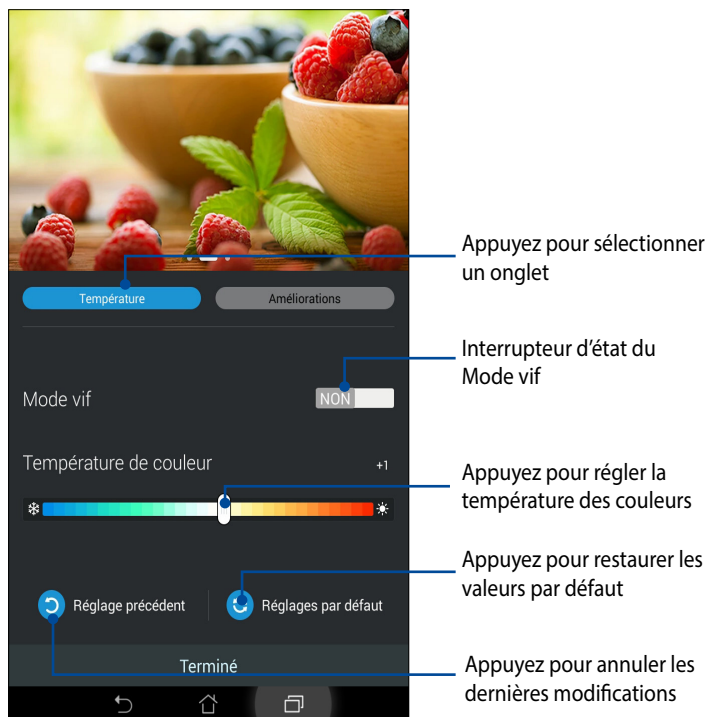 Appuyez pour sélectionner
un onglet
Température
Améliorations
Interrupteur d’état du
Mode vif
Mode vif
NON
Température de couleur
+1
Appuyez pour régler la
température des couleurs
Appuyez pour restaurer les
valeurs par défaut
Réglage précédent
Réglages par défaut
Terminé
Appuyez pour annuler les
dernières modifications